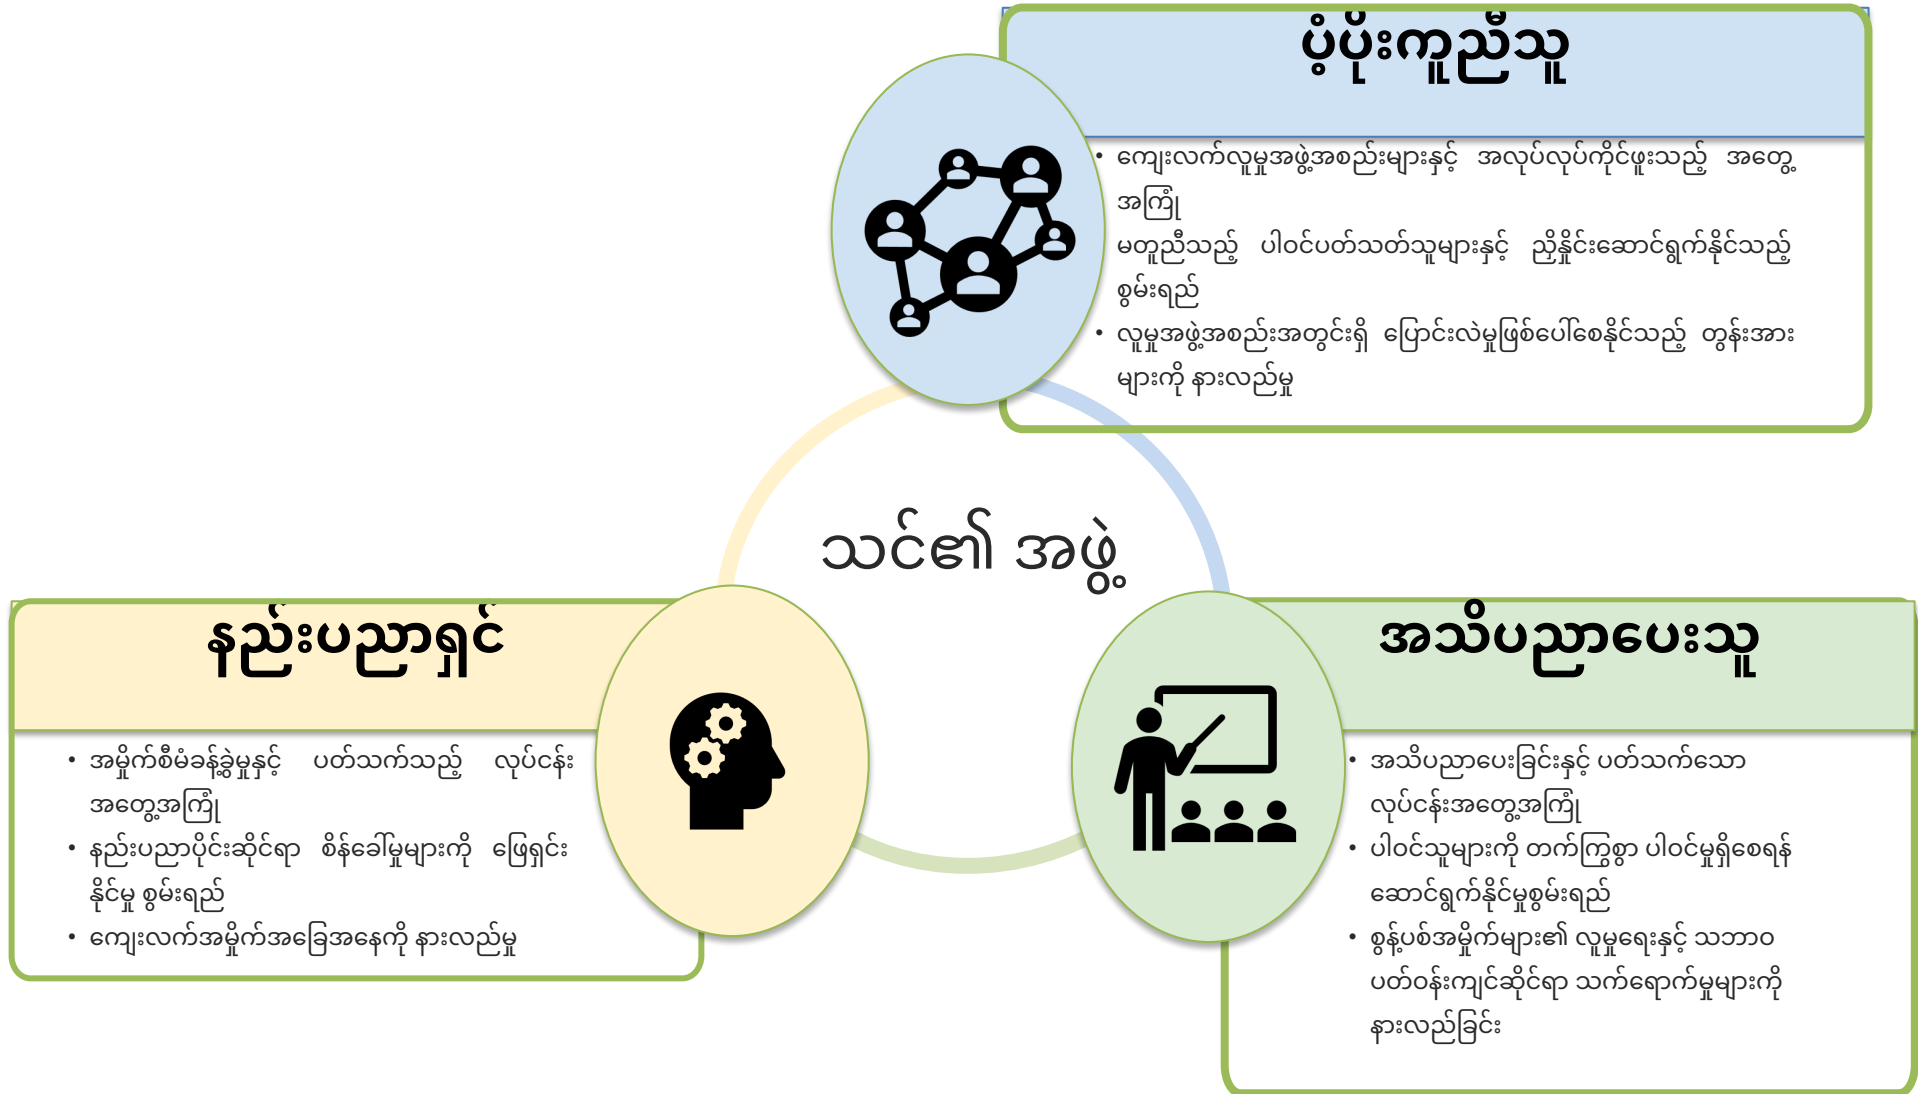 ပံ့ပိုးကူညီသူ
• ကျေးလက်လူမှုအဖွဲ့အစည်းများနှင့် အလုပ်လုပ်ကိုင်ဖူးသည့် အတွေ့
အကြုံ
မတူညီသည့် ပါဝင်ပတ်သတ်သူများနှင့် ညှိနှိုင်းဆောင်ရွက်နိုင်သည့်
စွမ်းရည်
• လူမှုအဖွဲ့အစည်းအတွင်းရှိ ပြောင်းလဲမှုဖြစ်ပေါ်စေနိုင်သည့် တွန်းအား
များကို နားလည်မှု
သင်၏ အဖွဲ့
နည်းပညာရှင်
• အမှိုက်စီမံခန့်ခွဲမှုနှင့် ပတ်သက်သည့် လုပ်ငန်း
အတွေ့အကြုံ
• နည်းပညာပိုင်းဆိုင်ရာ စိန်ခေါ်မှုများကို ဖြေရှင်း
နိုင်မှု စွမ်းရည်
• ကျေးလက်အမှိုက်အခြေအနေကို နားလည်မှု
အသိပညာပေးသူ
• အသိပညာပေးခြင်းနှင့် ပတ်သက်သော
လုပ်ငန်းအတွေ့အကြုံ
• ပါဝင်သူများကို တက်ကြွစွာ ပါဝင်မှုရှိစေရန်
ဆောင်ရွက်နိုင်မှုစွမ်းရည်
• စွန့်ပစ်အမှိုက်များ၏ လူမှုရေးနှင့် သဘာဝ
ပတ်ဝန်းကျင်ဆိုင်ရာ သက်ရောက်မှုများကို
နားလည်ခြင်း